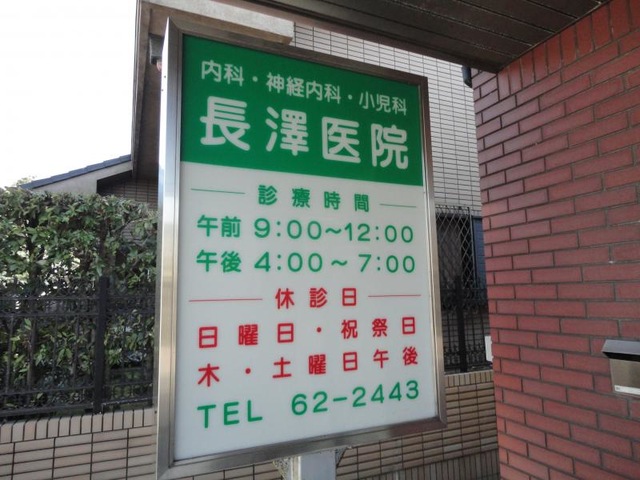 内科・神経内科・小児科
長澤医院
診療時間
午前 9:00～12:00
午後 4:00～7:00
休診日
日曜日・祝祭日
木・土曜日午後
TEL 62-2443